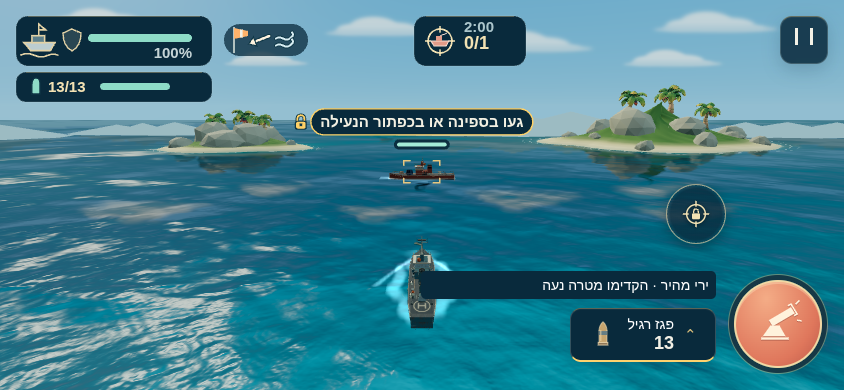 100%
13/13
2:00
0/1
געו בספינה או בכפתור הנעילה
ירי מהיר · הקדימו מטרה נעה
פגז רגיל
13
H